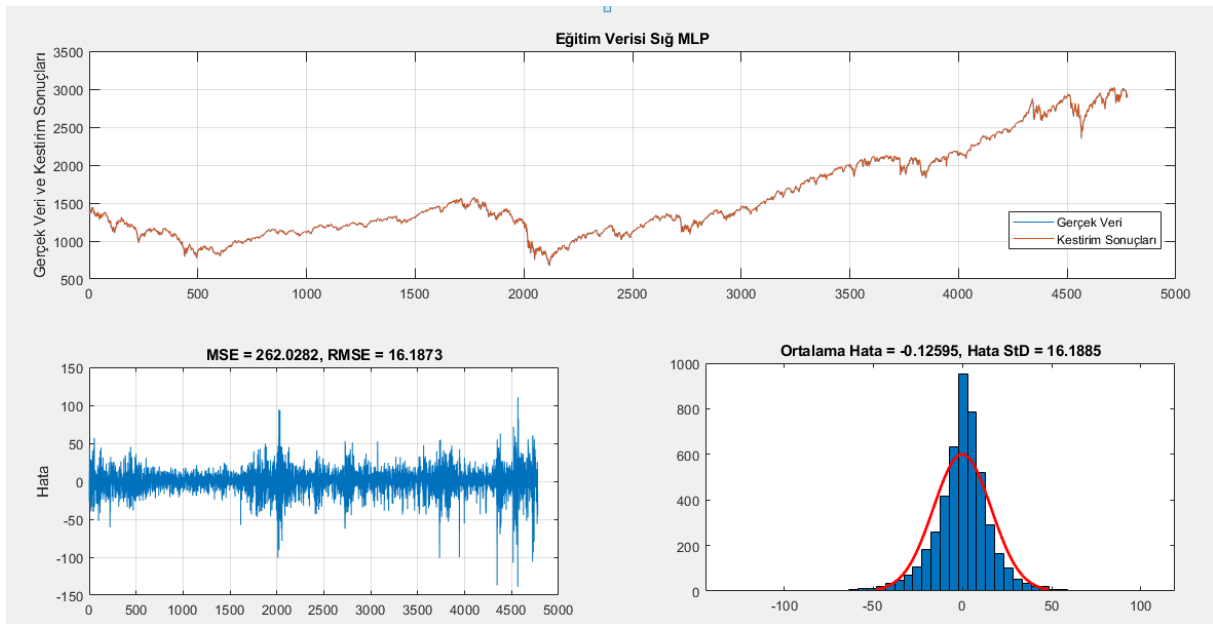 Eğitim Verisi Sığ MLP
Gerçek Veri ve Kestirim Sonuçları
3500
3000
2500
2000
1500
1000
500
0 500 1000 1500 2000 2500 3000 3500 4000 4500 5000
Gerçek Veri
Kestirim Sonuçları
MSE = 262.0282, RMSE = 16.1873
Hata
150
100
50
0
-50
-100
-150
0 500 1000 1500 2000 2500 3000 3500 4000 4500 5000
Ortalama Hata = -0.12595, Hata StD = 16.1885
1000
800
600
400
200
0
-100 -50 0 50 100